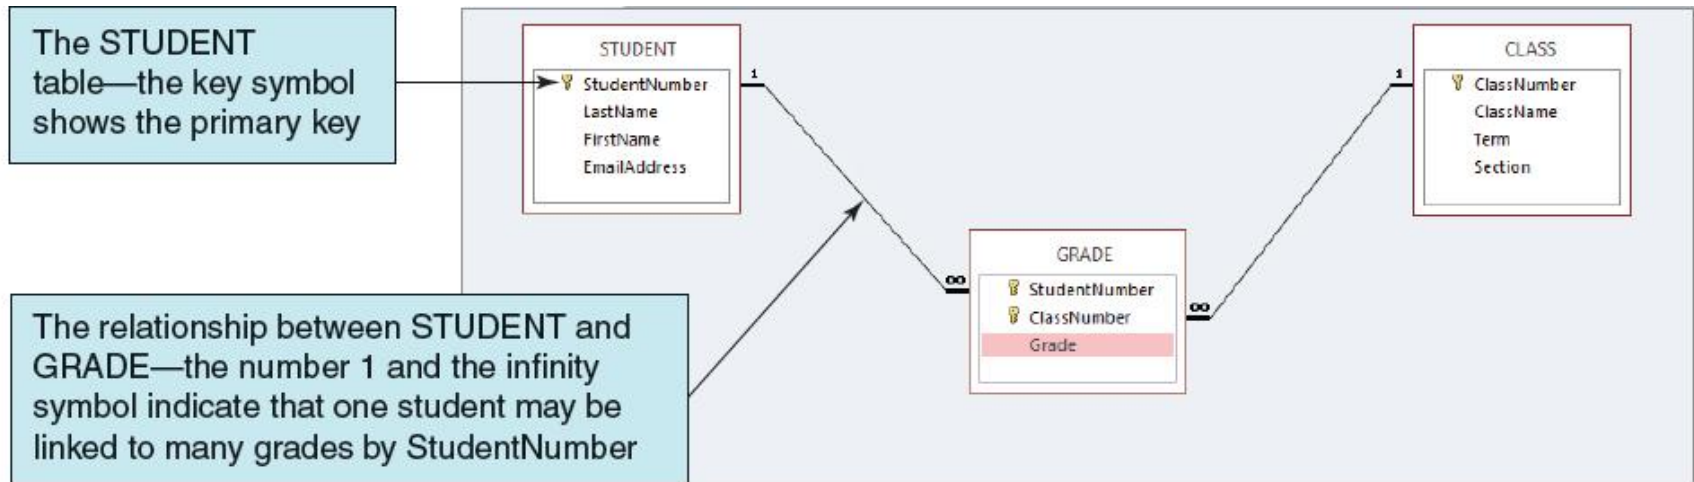 The STUDENT
table—the key symbol
shows the primary key
STUDENT
StudentNumber
LastName
FirstName
EmailAddress
1
CLASS
ClassNumber
ClassName
Term
Section
1
GRADE
StudentNumber
ClassNumber
Grade
∞
∞
The relationship between STUDENT and
GRADE—the number 1 and the infinity
symbol indicate that one student may be
linked to many grades by StudentNumber